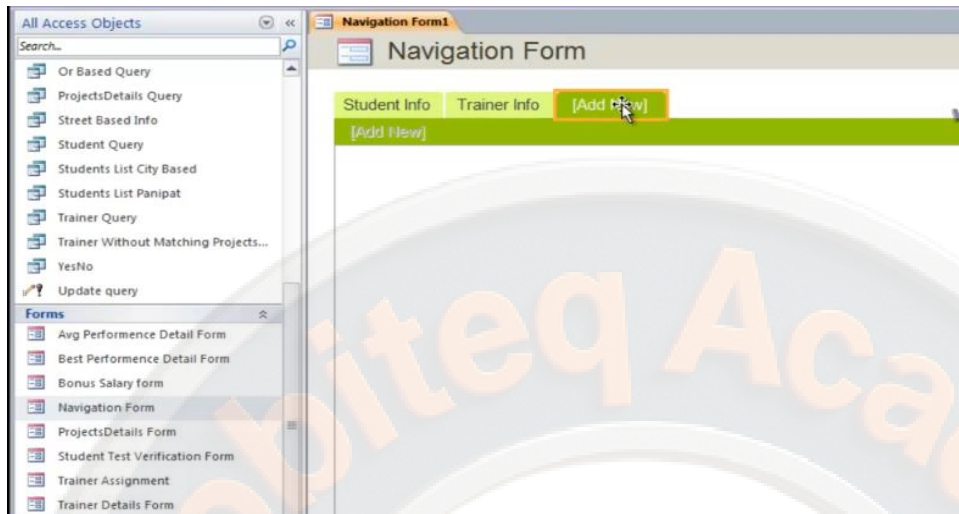 All Access Objects
Search...
Or Based Query
ProjectsDetails Query
Street Based Info
Student Query
Students List City Based
Students List Panipat
Trainer Query
Trainer Without Matching Projects...
YesNo
Update query
Forms
Avg Performence Detail Form
Best Performence Detail Form
Bonus Salary form
Navigation Form
ProjectsDetails Form
Student Test Verification Form
Trainer Assignment
Trainer Details Form
Navigation Form1
Navigation Form
Student Info Trainer Info [Add New]
[Add New]